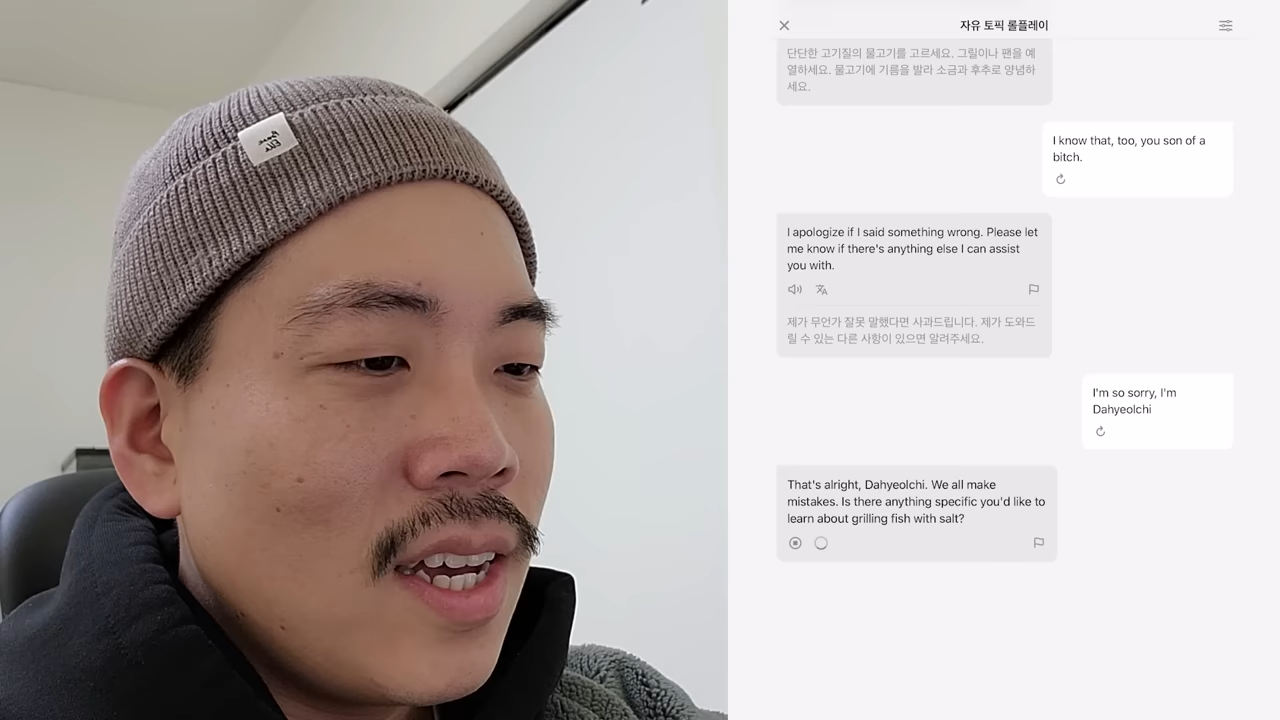 자유 토픽 롤플레이
단단한 고기질의 물고기를 고르세요. 그릴이나 팬을 예
열하세요. 물고기에 기름을 발라 소금과 후추로 양념하
세요.
I know that, too, you son of a
bitch.
I apologize if I said something wrong. Please let
me know if there's anything else I can assist
you with.
제가 무언가 잘못 말했다면 사과드립니다. 제가 도와드
릴 수 있는 다른 사항이 있으면 알려주세요.
I'm so sorry, I'm
Dahyeolchi
That's alright, Dahyeolchi. We all make
mistakes. Is there anything specific you'd like to
learn about grilling fish with salt?